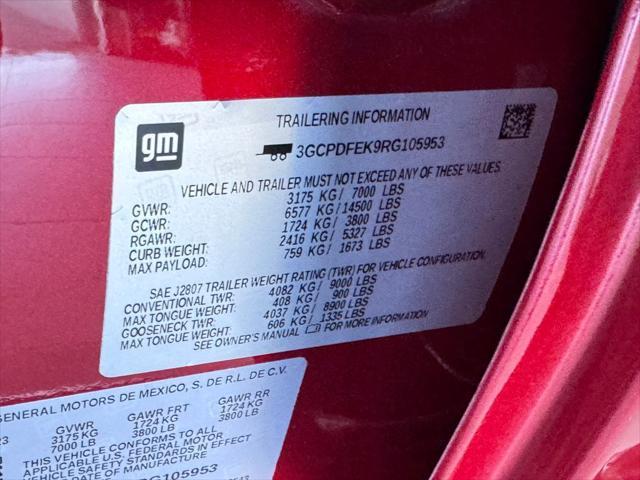 TRAILERING INFORMATION
gm
3GCPDFEK9RG105953
VEHICLE AND TRAILER MUST NOT EXCEED ANY OF THESE VALUES.
GVWR: 3175 KG/ 7000 LBS
GCWR: 6577 KG/ 14500 LBS
RGAWR: 1724 KG/ 3800 LBS
CURB WEIGHT: 2416 KG/ 5327 LBS
MAX PAYLOAD: 759 KG/ 1673 LBS
SAE J2807 TRAILER WEIGHT RATING (TWR) FOR VEHICLE CONFIGURATION.
CONVENTIONAL TWR: 4082 KG/ 9000 LBS
MAX TONGUE WEIGHT: 408 KG/ 900 LBS
GOOSENECK TWR: 4037 KG/ 8900 LBS
MAX TONGUE WEIGHT: 606 KG/ 1335 LBS
SEE OWNER'S MANUAL FOR MORE INFORMATION
GENERAL MOTORS DE MEXICO, S. DE R.L. DE C.V.
GVWR GAWR FRT GAWR RR
3175 KG 1724 KG 1724 KG
7000 LB 3800 LB 3800 LB
THIS VEHICLE CONFORMS TO ALL
APPLICABLE U.S. FEDERAL MOTOR
VEHICLE SAFETY STANDARDS IN EFFECT
DATE OF MANUFACTURE
RG105953